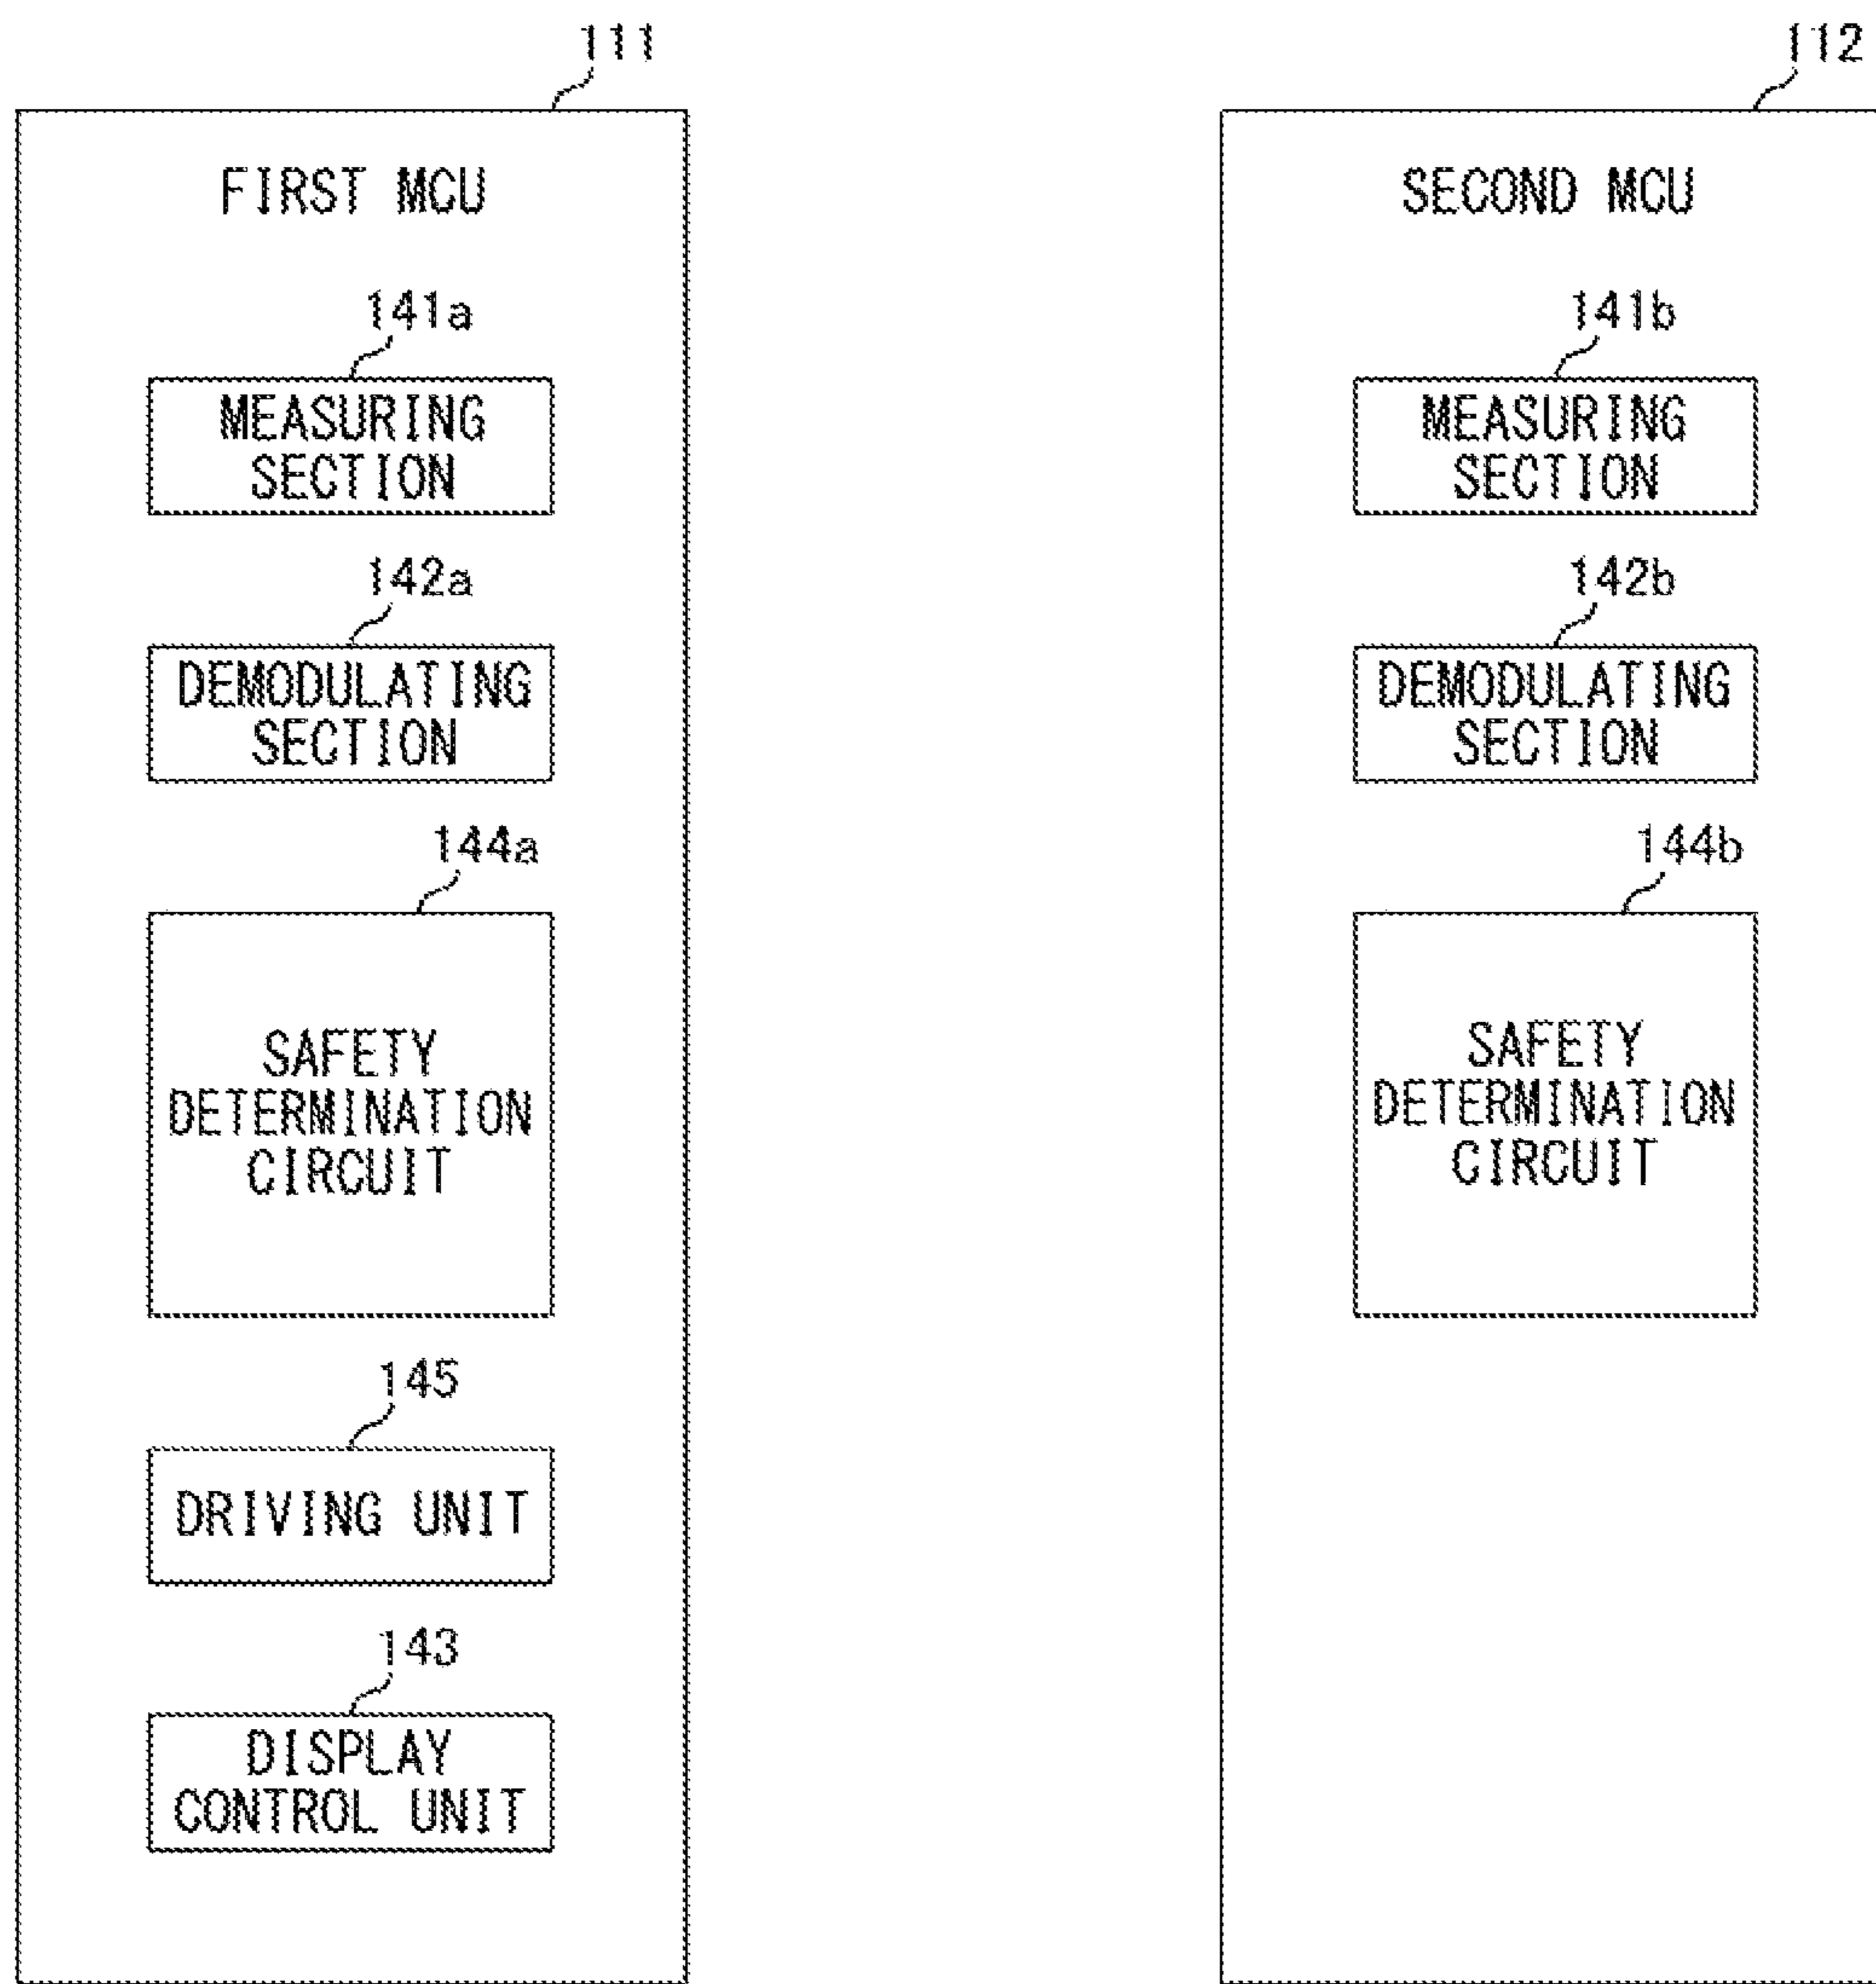 111
FIRST MCU
141a
MEASURING
SECTION
142a
DEMODULATING
SECTION
144a
SAFETY
DETERMINATION
CIRCUIT
145
DRIVING UNIT
143
DISPLAY
CONTROL UNIT
112
SECOND MCU
141b
MEASURING
SECTION
142b
DEMODULATING
SECTION
144b
SAFETY
DETERMINATION
CIRCUIT